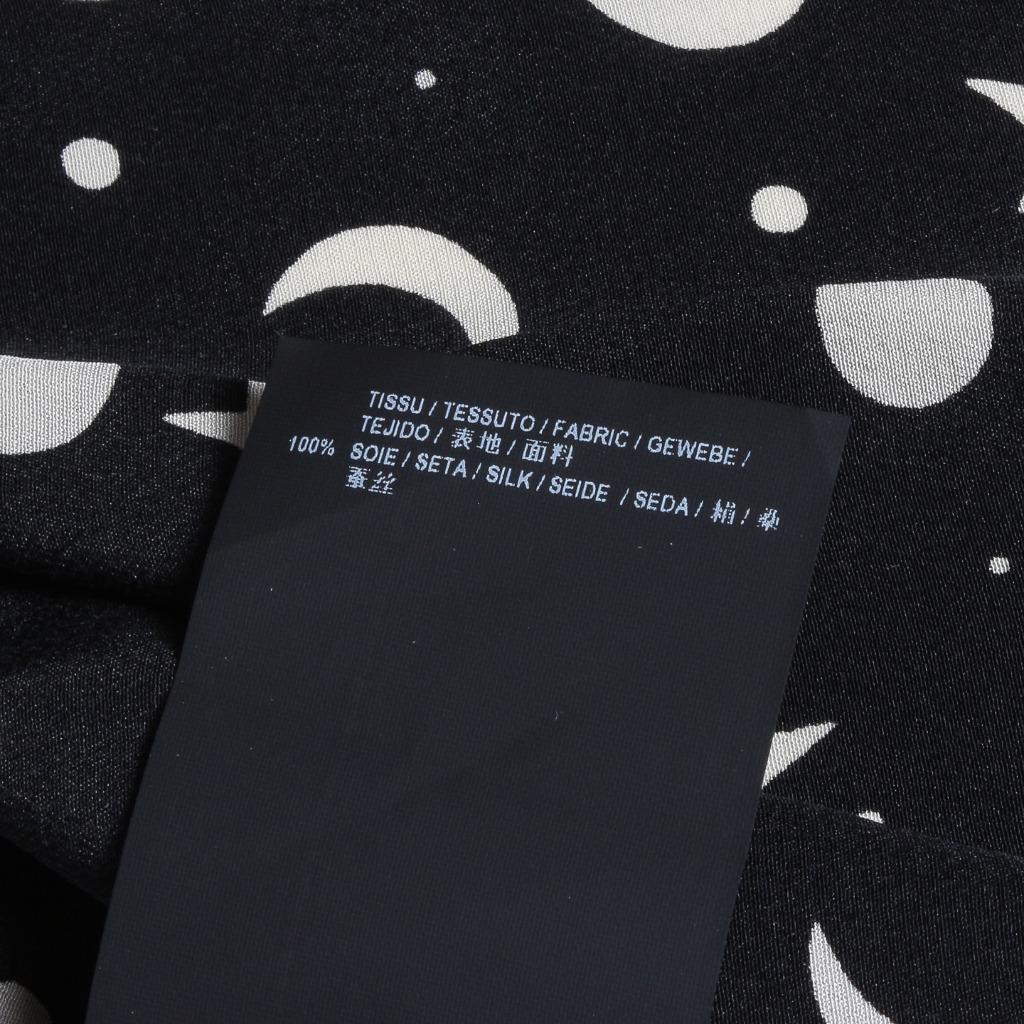 TISSU / TESSUTO / FABRIC / GEWEBE /
TEJIDO / 表地 / 面料
100% SOIE / SETA / SILK / SEIDE / SEDA / 絹 / 桑
蚕丝